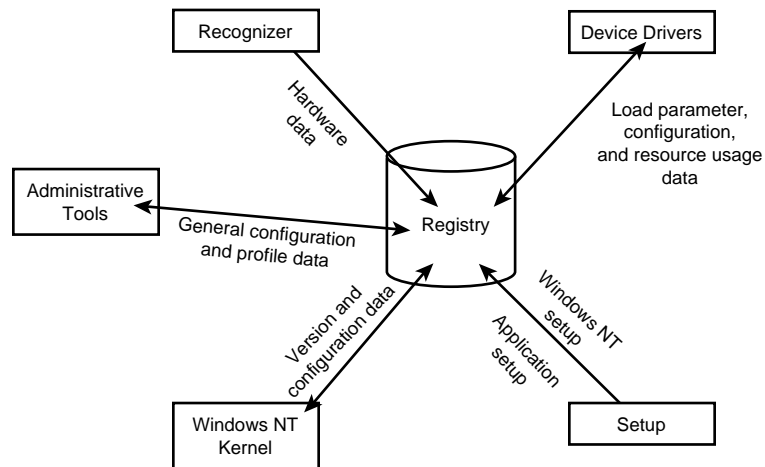 Recognizer
Device Drivers
Hardware
data
Load parameter,
configuration,
and resource usage
data
Administrative
Tools
General configuration
and profile data
Registry
Version and
configuration data
Windows NT
setup
Application
setup
Windows NT
Kernel
Setup